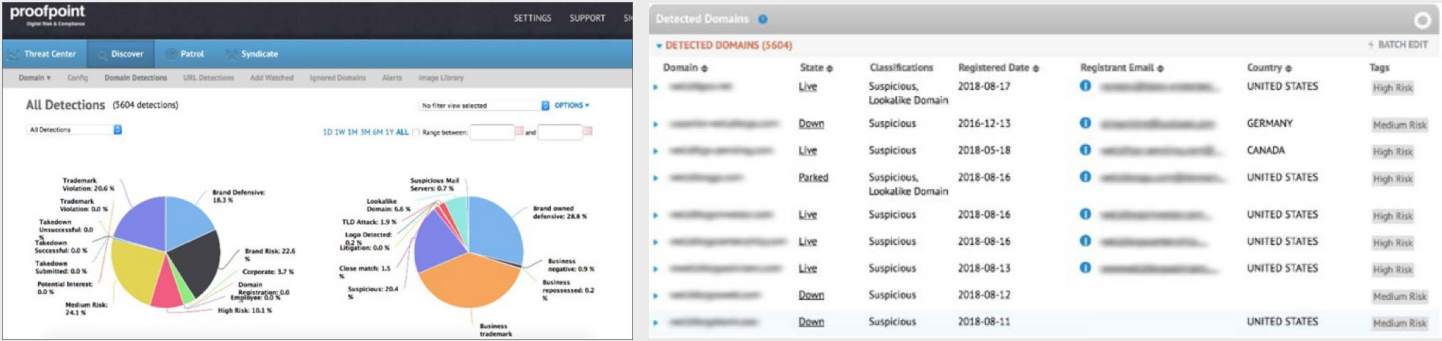 proofpoint
Digital Risk & Compliance
SETTINGS SUPPORT
Threat Center Discover Patrol Syndicate
Domain Config Domain Detections URL Detections Add Watched Ignored Domains Alerts Image Library
All Detections (5604 detections)
No filter view selected OPTIONS
All Detections
1D 1W 1M 3M 6M 1Y ALL Range between: and
Trademark
Violation: 20.6 %
Trademark
Violation: 0.0 %
Takedown
Unsuccessful: 0.0
%
Takedown
Successful: 0.0 %
Takedown
Submitted: 0.0 %
Potential Interest:
0.0 %
Medium Risk:
24.1 %
Brand Defensive:
18.3 %
Brand Risk: 22.6
%
Corporate: 3.7 %
Domain
Registration: 0.0
Employee: 0.0 %
High Risk: 10.1 %
Suspicious Mail
Servers: 0.7 %
Lookalike
Domain: 6.6 %
TLD Attack: 1.9 %
Logo Detected:
0.2 %
Litigation: 0.0 %
Close match: 1.5
%
Suspicious: 20.4
%
Brand owned
defensive: 28.8 %
Business
negative: 0.9 %
Business
repossessed: 0.2
%
Business
trademark
Detected Domains ?
DETECTED DOMAINS (5604) BATCH EDIT
Domain State Classifications Registered Date Registrant Email Country Tags
Live Suspicious, 2018-08-17 UNITED STATES High Risk
Lookalike Domain
Down Suspicious 2016-12-13 GERMANY Medium Risk
Live Suspicious 2018-05-18 CANADA High Risk
Parked Suspicious, 2018-08-16 UNITED STATES High Risk
Lookalike Domain
Live Suspicious 2018-08-16 UNITED STATES High Risk
Live Suspicious 2018-08-16 UNITED STATES High Risk
Live Suspicious 2018-08-13 UNITED STATES High Risk
Down Suspicious 2018-08-12 Medium Risk
Down Suspicious 2018-08-11 UNITED STATES Medium Risk